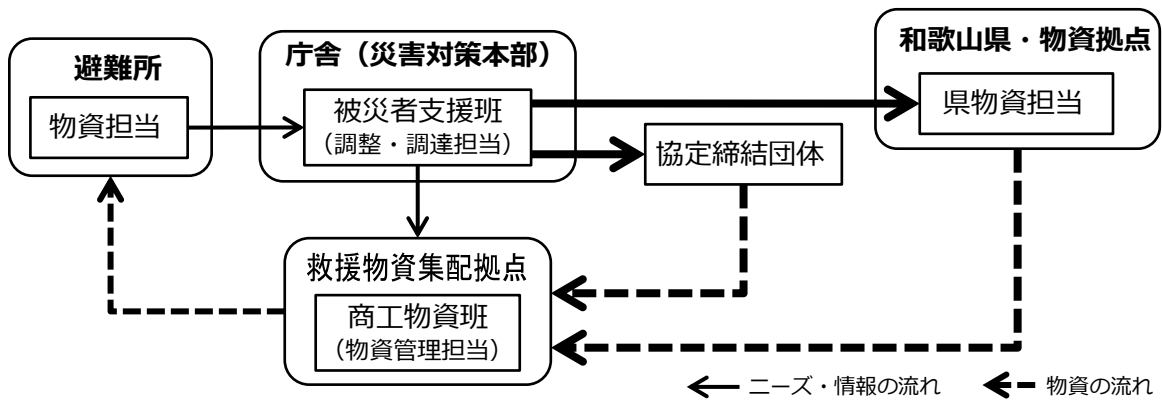 避難所
物資担当
庁舎（災害対策本部）
被災者支援班
（調整・調達担当）
和歌山県・物資拠点
県物資担当
協定締結団体
救援物資集配拠点
商工物資班
（物資管理担当）
ニーズ・情報の流れ
物資の流れ